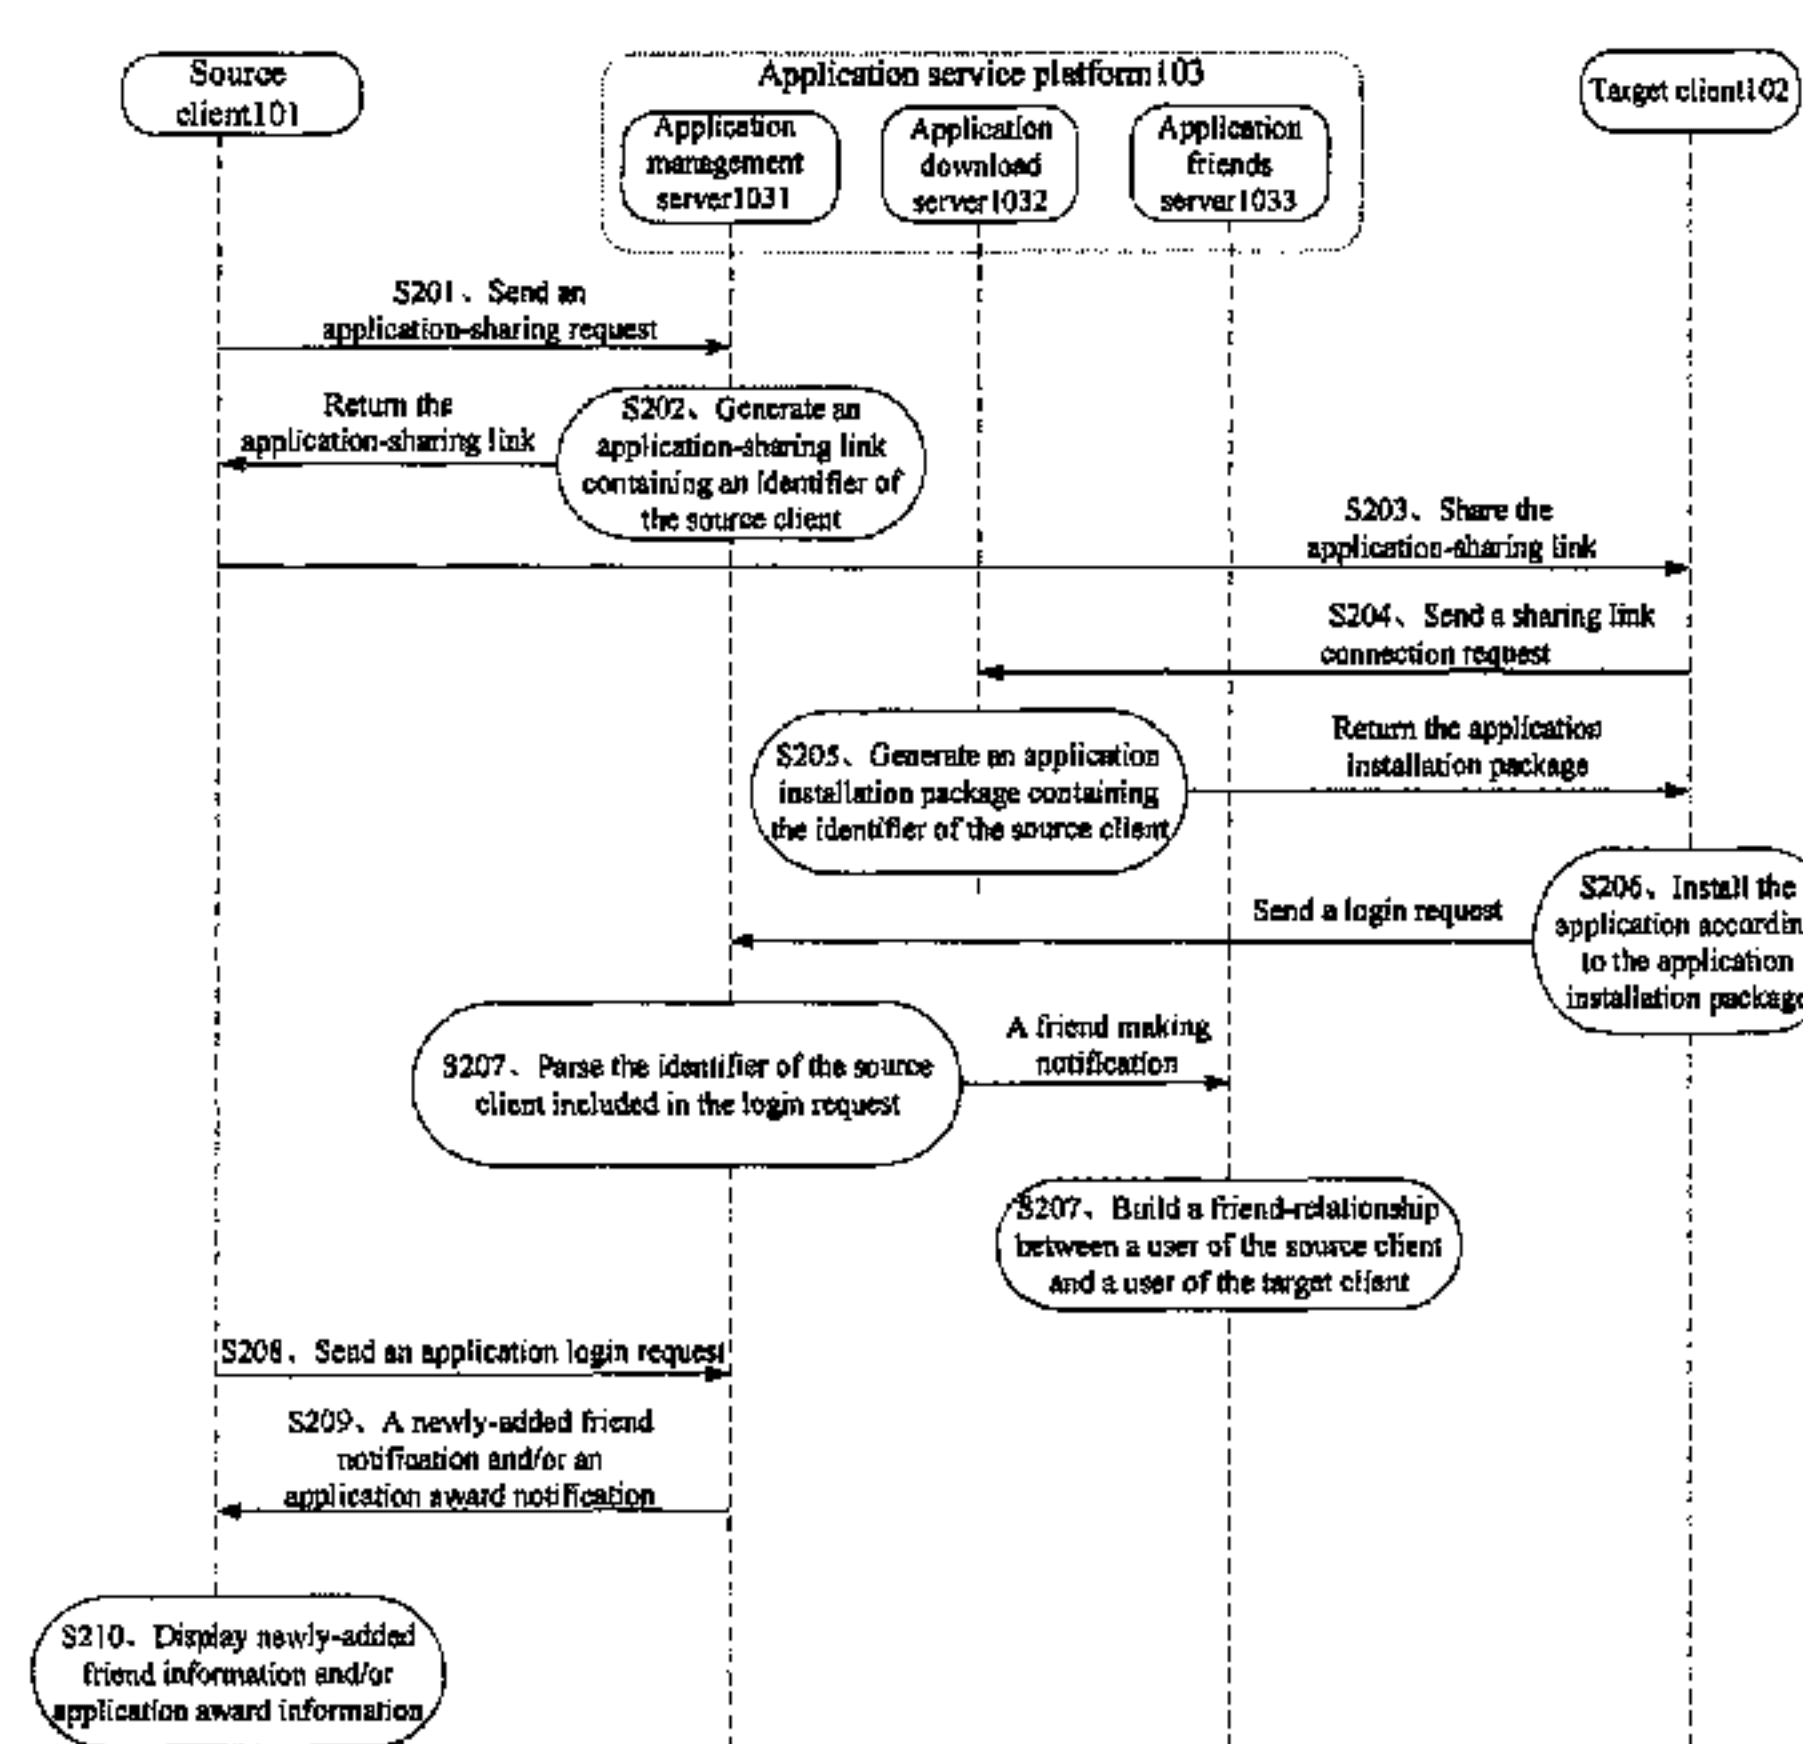 Source
client101
Application service platform103
Target client102
Application
management
server1031
Application
download
server1032
Application
friends
server1033
S201、Send an
application-sharing request
Return the
application-sharing link
S202、Generate an
application-sharing link
containing an identifier of
the source client
S203、Share the
application-sharing link
S204、Send a sharing link
connection request
S205、Generate an application
installation package containing
the identifier of the source client
Return the application
installation package
Send a login request
S206、Install the
application accordin
to the application
installation package
S207、Parse the identifier of the source
client included in the login request
A friend making
notification
S207、Build a friend-relationship
between a user of the source client
and a user of the target client
S208、Send an application login request
S209、A newly-added friend
notification and/or an
application award notification
S210、Display newly-added
friend information and/or
application award information